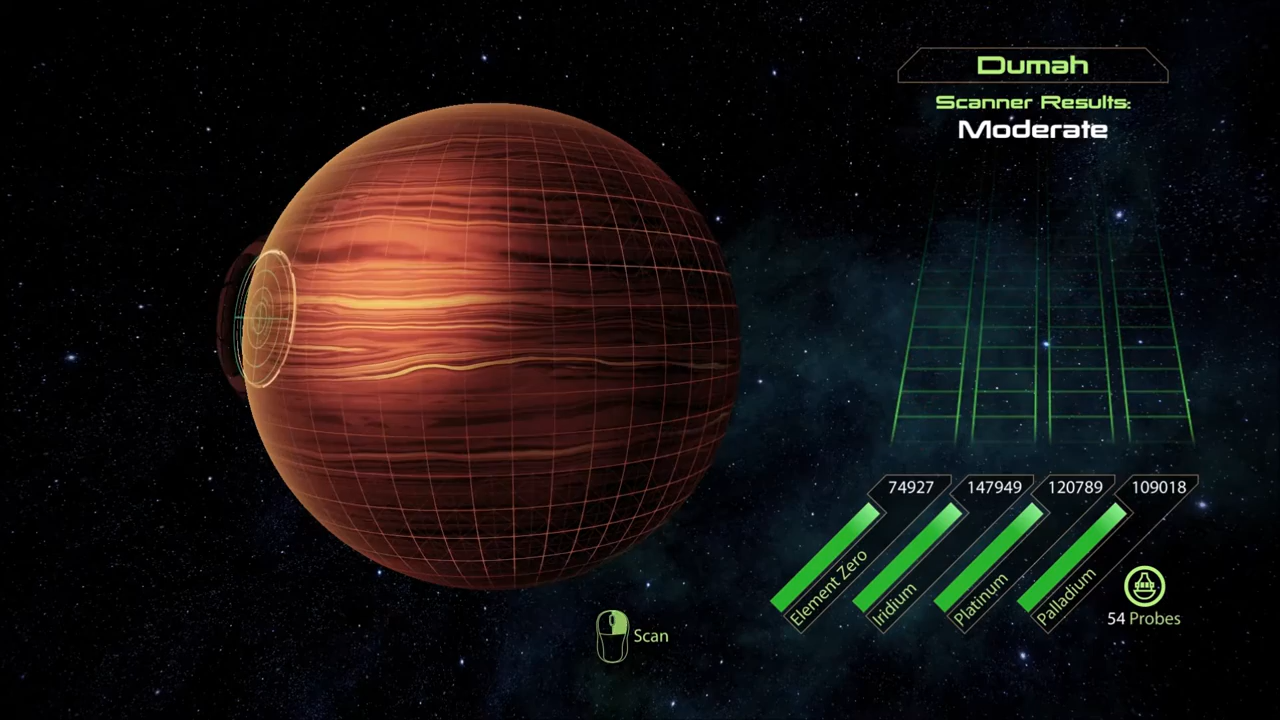 Dumah
Scanner Results:
Moderate
74927
147949
120789
109018
Element Zero
Iridium
Platinum
Palladium
54 Probes
Scan